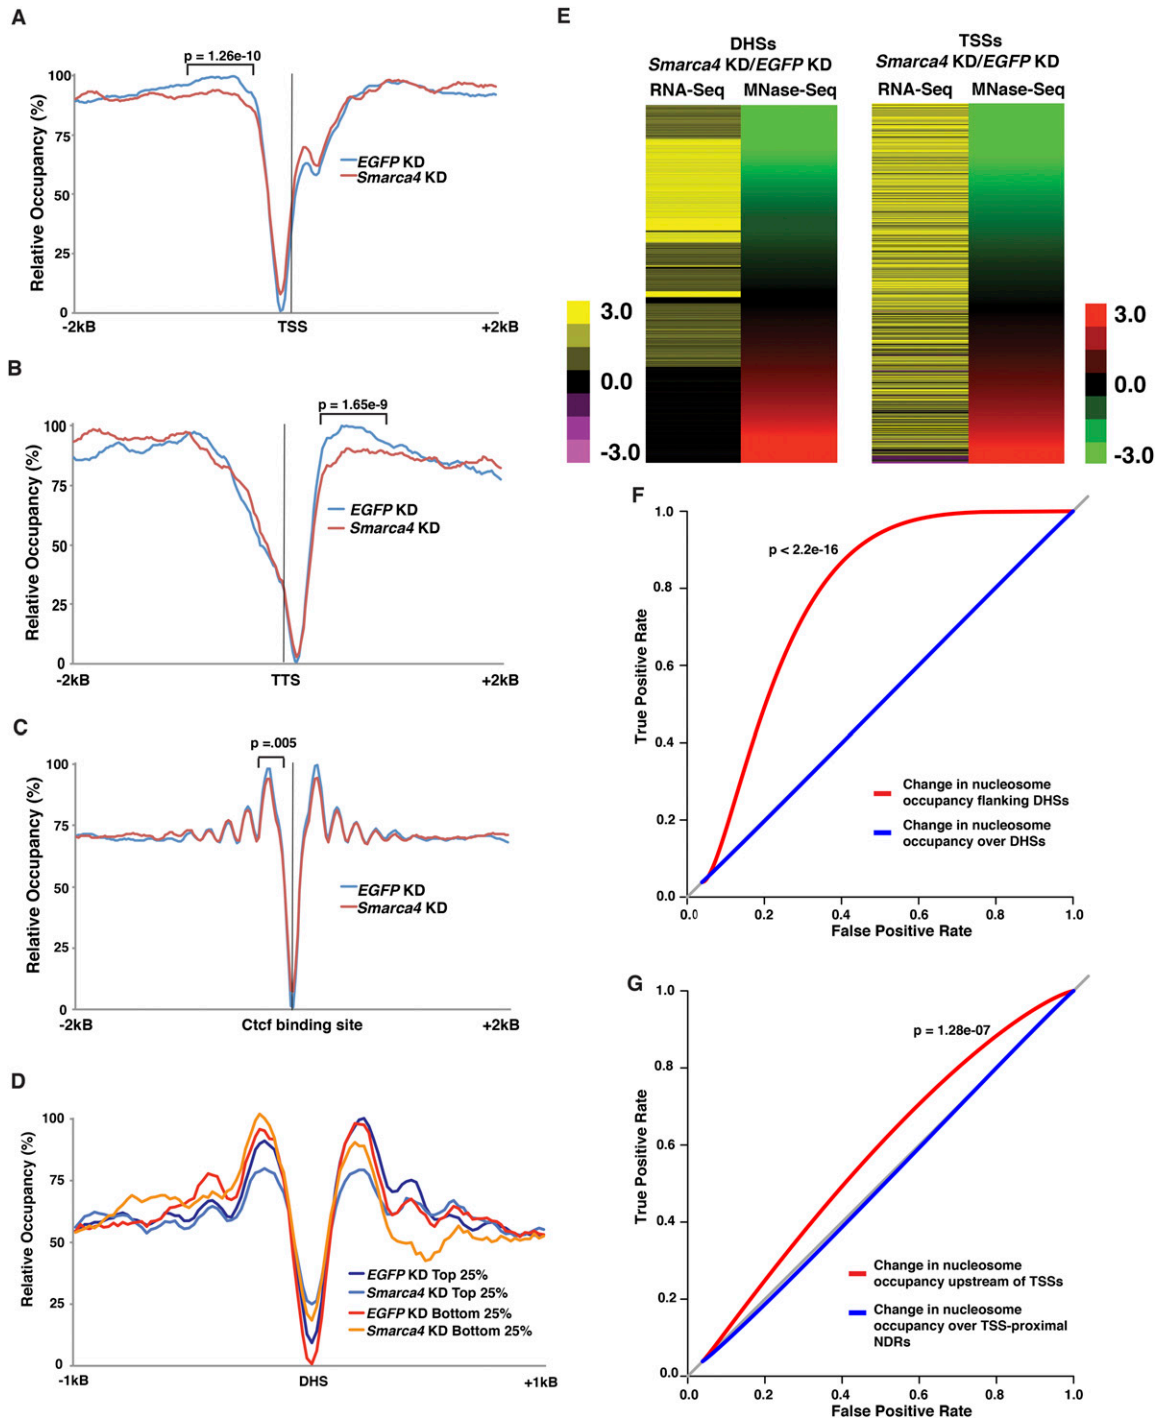 A
p = 1.26e-10
100
75
50
25
0
Relative Occupancy (%)
EGFP KD
Smarca4 KD
-2kB
TSS
+2kB
B
p = 1.65e-9
100
75
50
25
0
Relative Occupancy (%)
EGFP KD
Smarca4 KD
-2kB
TTS
+2kB
C
p =.005
100
75
50
25
0
Relative Occupancy (%)
EGFP KD
Smarca4 KD
-2kB
Ctcf binding site
+2kB
D
100
75
50
25
0
Relative Occupancy (%)
EGFP KD Top 25%
Smarca4 KD Top 25%
EGFP KD Bottom 25%
Smarca4 KD Bottom 25%
-1kB
DHS
+1kB
E
DHSs
Smarca4 KD/EGFP KD
RNA-Seq MNase-Seq
TSSs
Smarca4 KD/EGFP KD
RNA-Seq MNase-Seq
3.0
0.0
-3.0
3.0
0.0
-3.0
F
1.0
0.8
0.6
0.4
0.2
0.0
True Positive Rate
p < 2.2e-16
Change in nucleosome
occupancy flanking DHSs
Change in nucleosome
occupancy over DHSs
0.0 0.2 0.4 0.6 0.8 1.0
False Positive Rate
G
1.0
0.8
0.6
0.4
0.2
0.0
True Positive Rate
p = 1.28e-07
Change in nucleosome
occupancy upstream of TSSs
Change in nucleosome
occupancy over TSS-proximal
NDRs
0.0 0.2 0.4 0.6 0.8 1.0
False Positive Rate